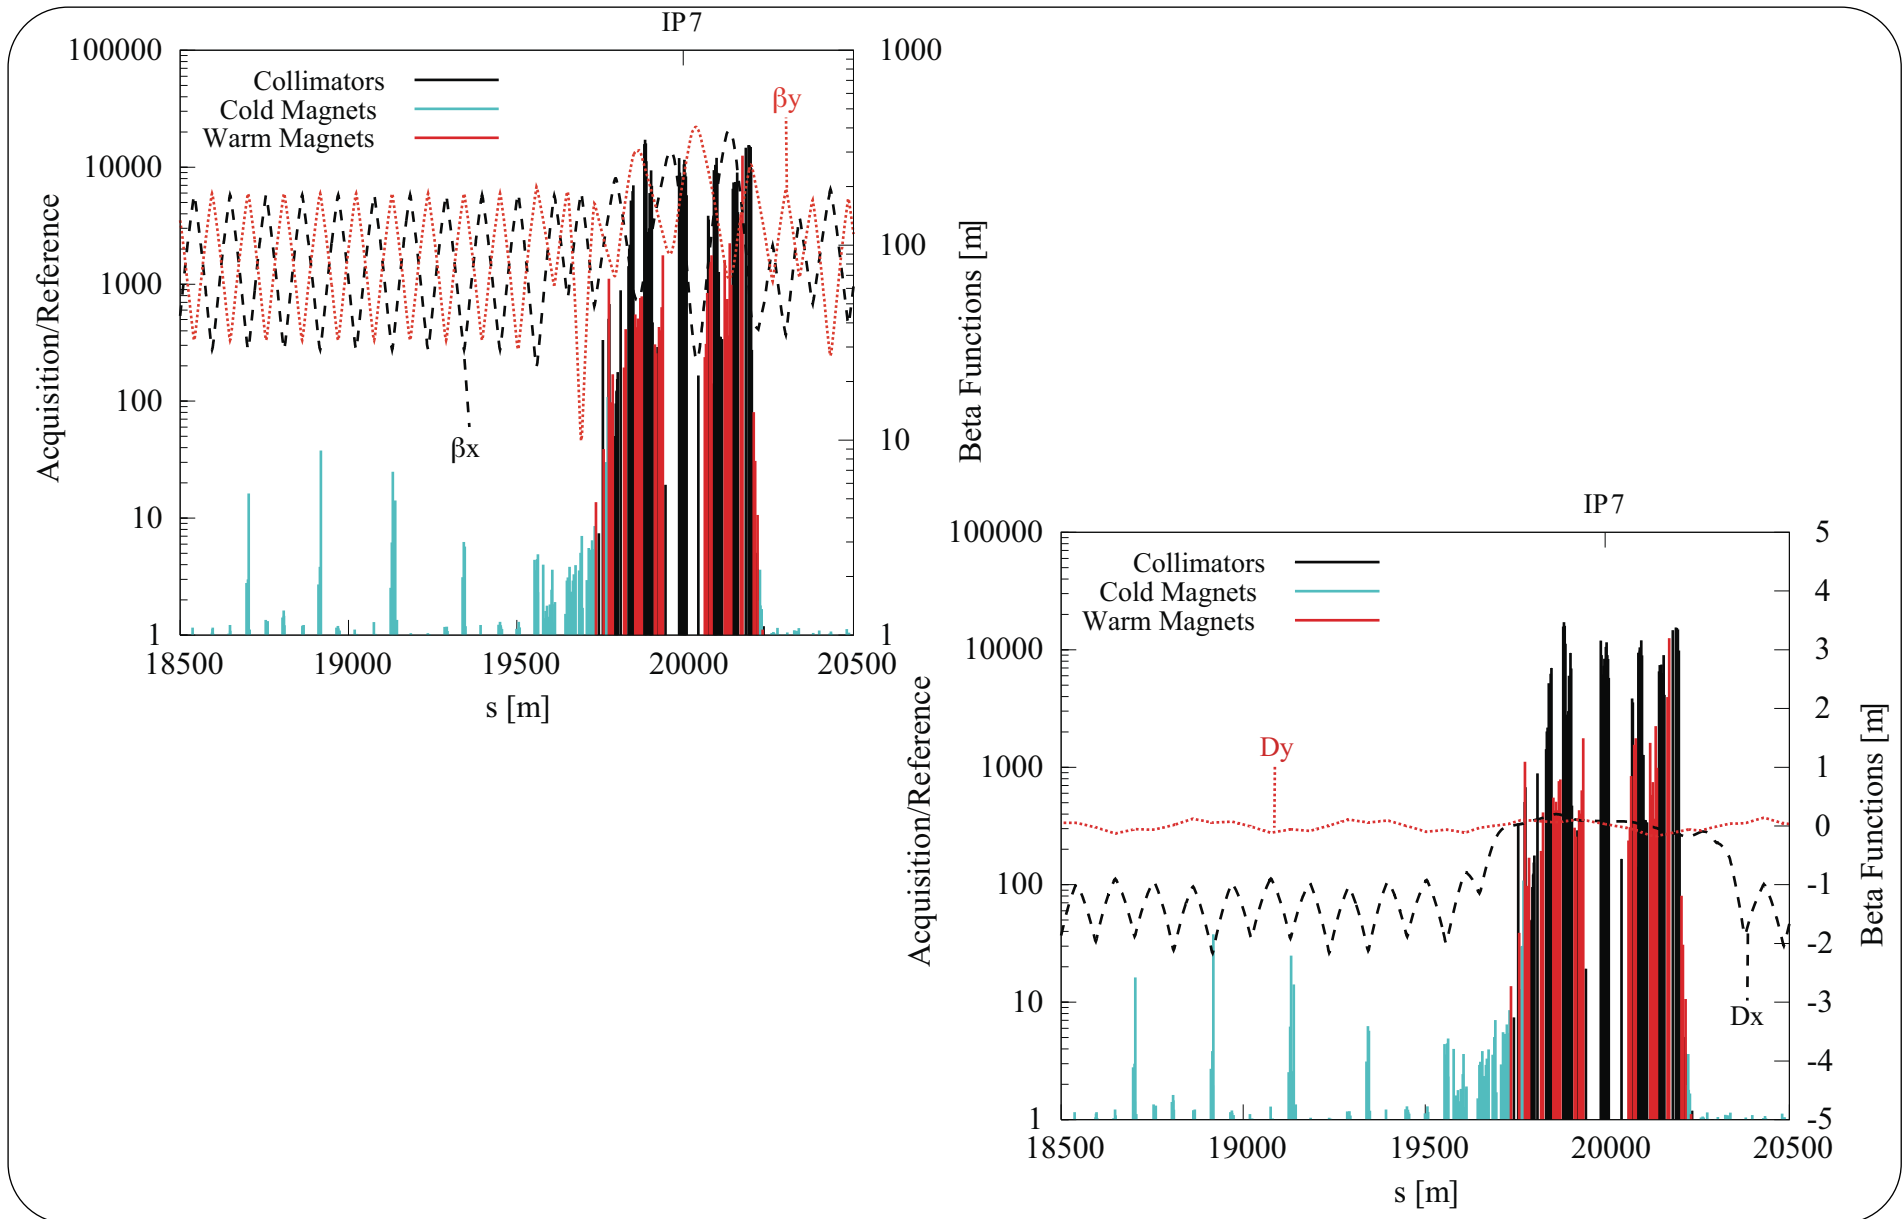 IP7
100000
10000
1000
100
10
1
Acquisition/Reference
Collimators
Cold Magnets
Warm Magnets
βy
βx
1000
100
10
1
Beta Functions [m]
18500 19000 19500 20000 20500
s [m]
IP7
100000
10000
1000
100
10
1
Acquisition/Reference
Collimators
Cold Magnets
Warm Magnets
Dy
Dx
5
4
3
2
1
0
-1
-2
-3
-4
-5
Beta Functions [m]
18500 19000 19500 20000 20500
s [m]